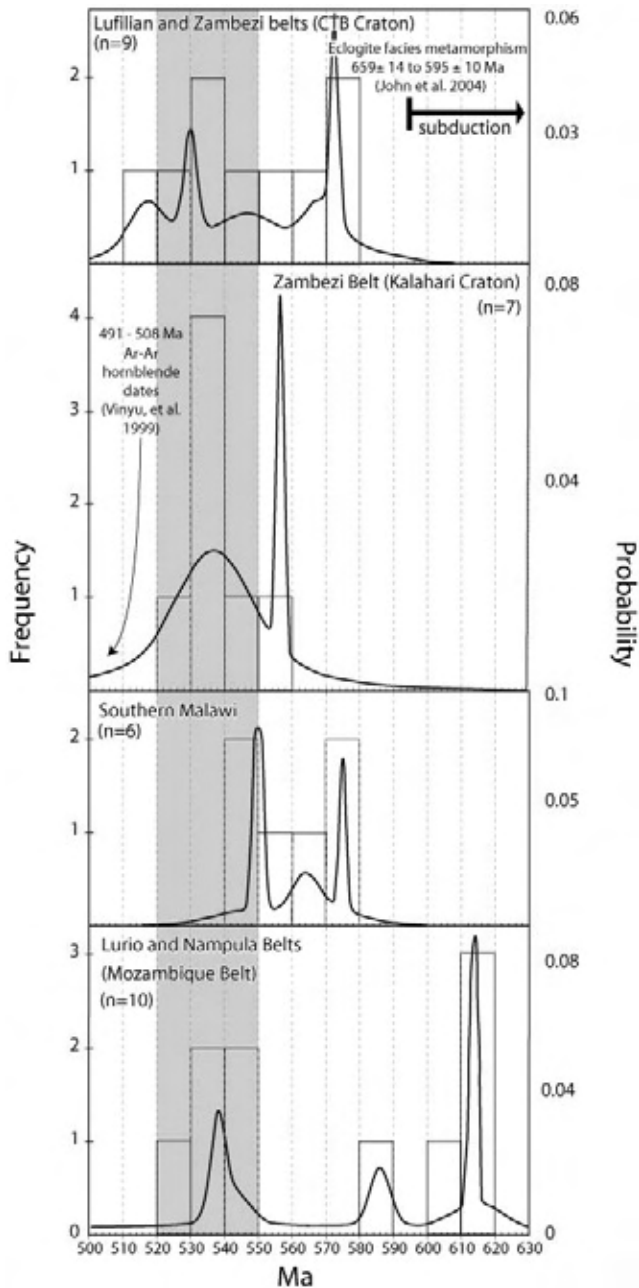 Lufilian and Zambezi belts (CTB Craton)
(n=9)
Eclogite facies metamorphism
659± 14 to 595 ± 10 Ma
(John et al. 2004)
subduction
2
1
0.06
0.03
Zambezi Belt (Kalahari Craton)
(n=7)
491 - 508 Ma
Ar-Ar
hornblende
dates
(Vinyu, et al.
1999)
4
3
2
1
0.08
0.04
Frequency
Probability
Southern Malawi
(n=6)
2
1
0.1
0.05
Lurio and Nampula Belts
(Mozambique Belt)
(n=10)
3
2
1
0
0.08
0.04
0
500 510 520 530 540 550 560 570 580 590 600 610 620 630
Ma